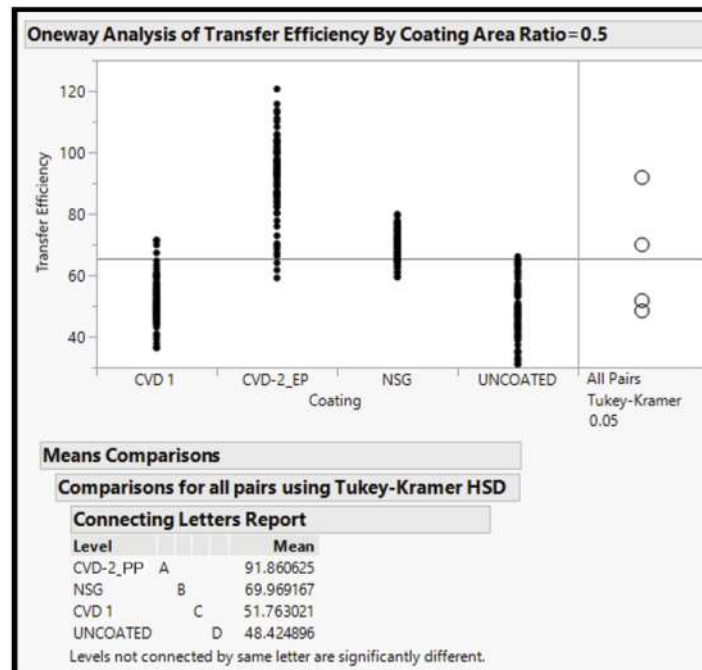 Oneway Analysis of Transfer Efficiency By Coating Area Ratio=0.5
120
100
80
60
40
Transfer Efficiency
CVD 1 CVD-2_EP NSG UNCOATED
Coating
All Pairs
Tukey-Kramer
0.05
Means Comparisons
Comparisons for all pairs using Tukey-Kramer HSD
Connecting Letters Report
Level Mean
CVD-2_PP A 91.860625
NSG B 69.969167
CVD 1 C 51.763021
UNCOATED D 48.424896
Levels not connected by same letter are significantly different.